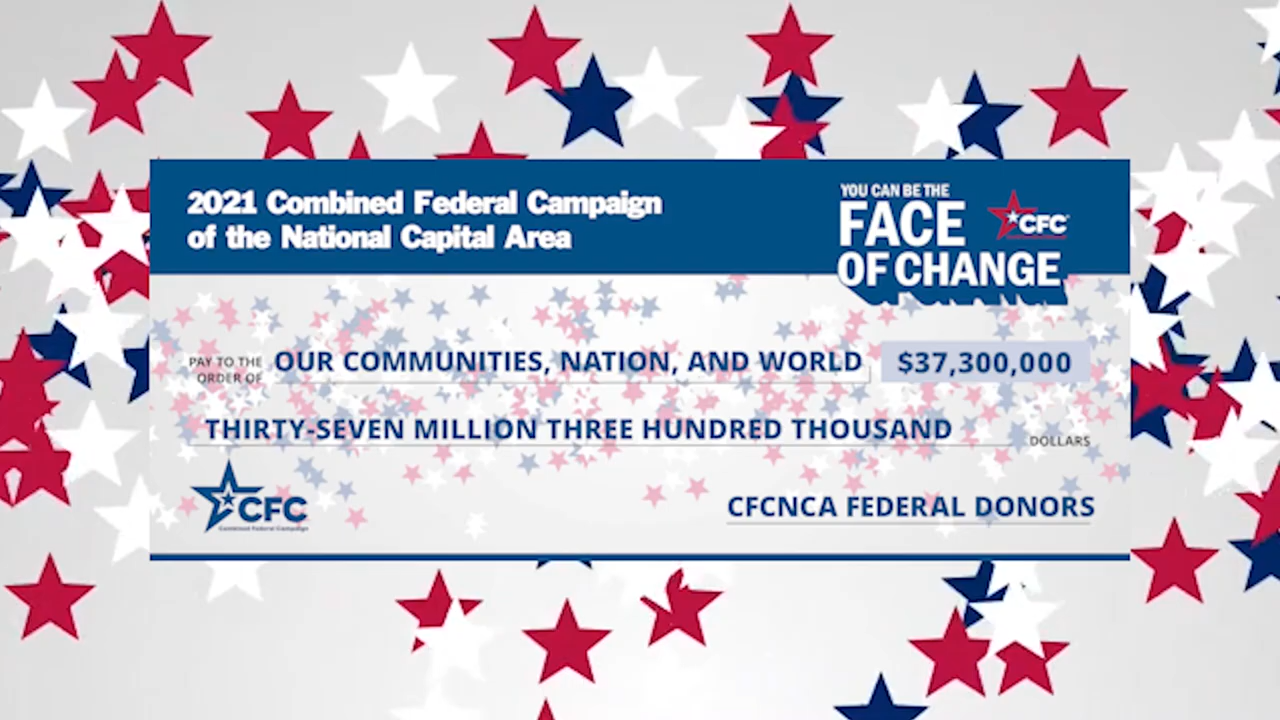 2021 Combined Federal Campaign
of the National Capital Area
YOU CAN BE THE
FACE
OF CHANGE
CFC
PAY TO THE
ORDER OF
OUR COMMUNITIES, NATION, AND WORLD
$37,300,000
THIRTY-SEVEN MILLION THREE HUNDRED THOUSAND
DOLLARS
CFC
Combined Federal Campaign
CFCNCA FEDERAL DONORS